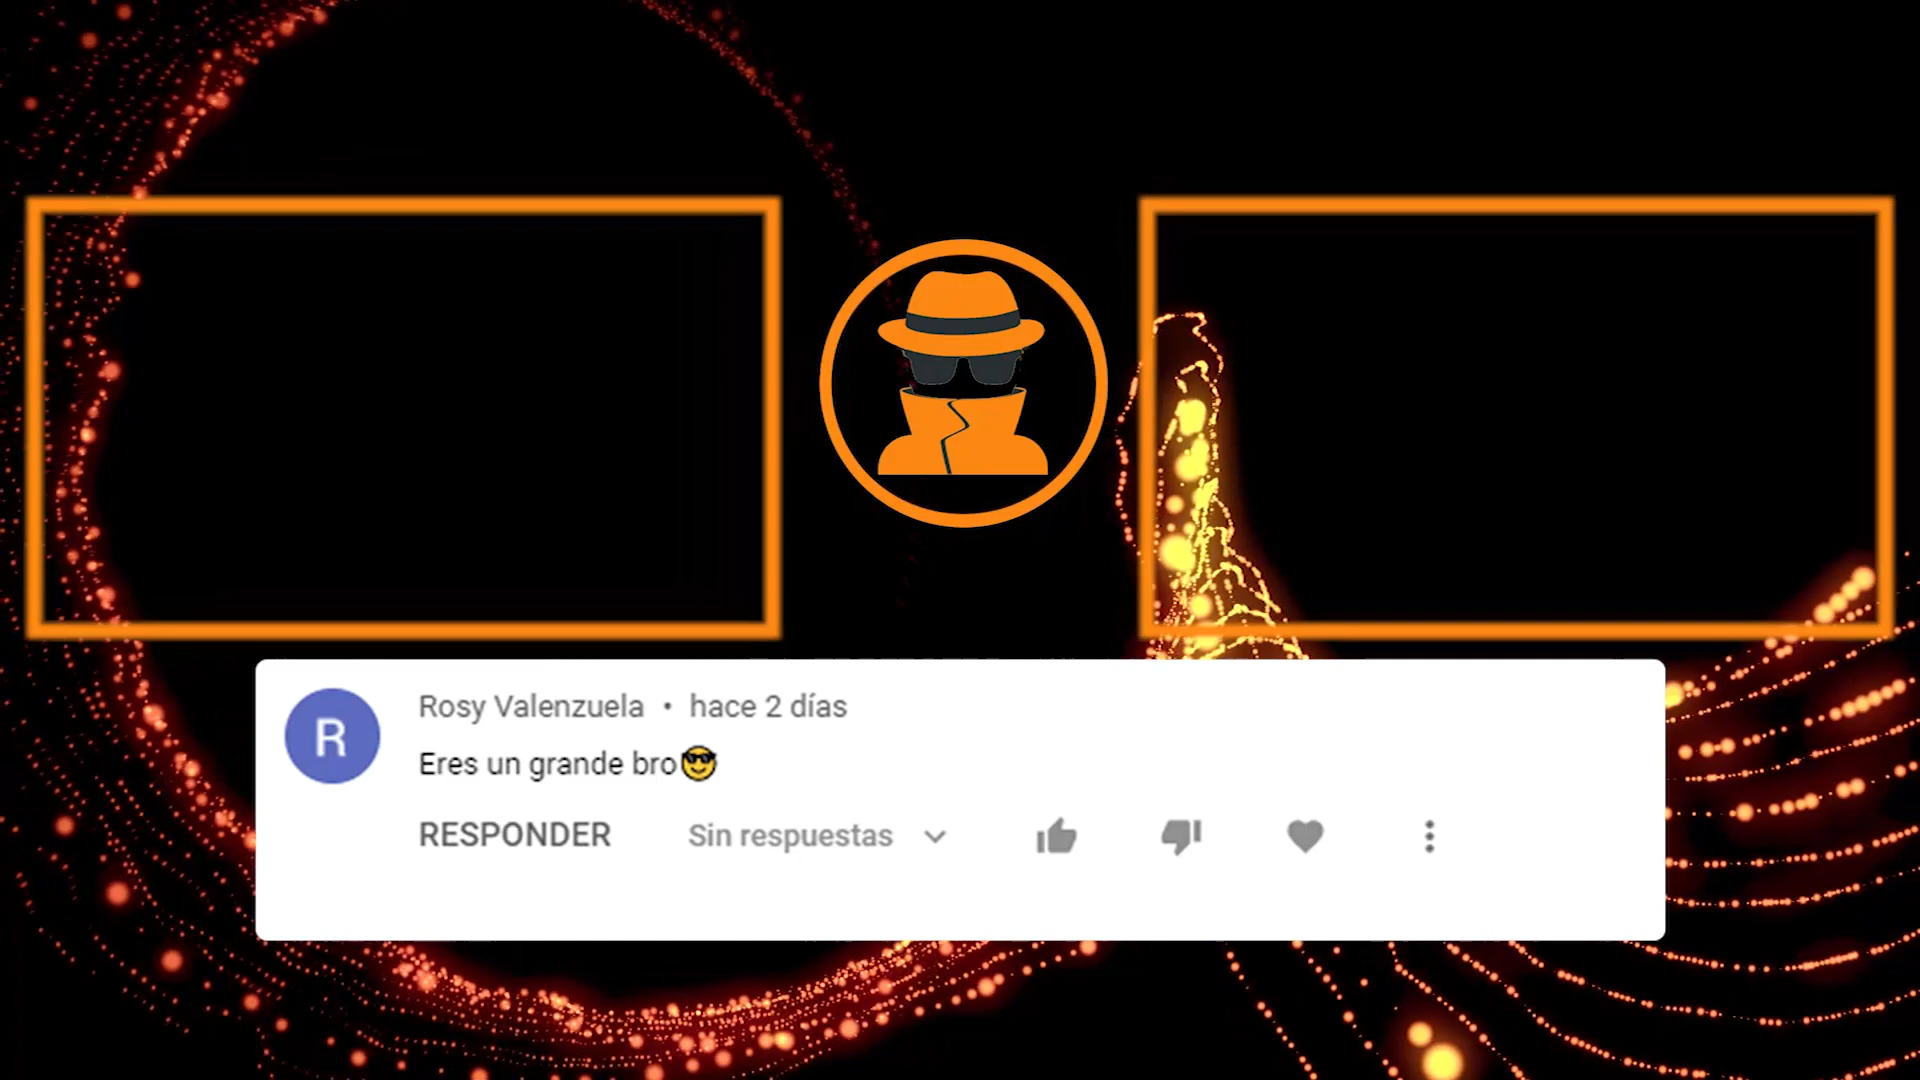 R
Rosy Valenzuela • hace 2 días
Eres un grande bro😎
RESPONDER Sin respuestas